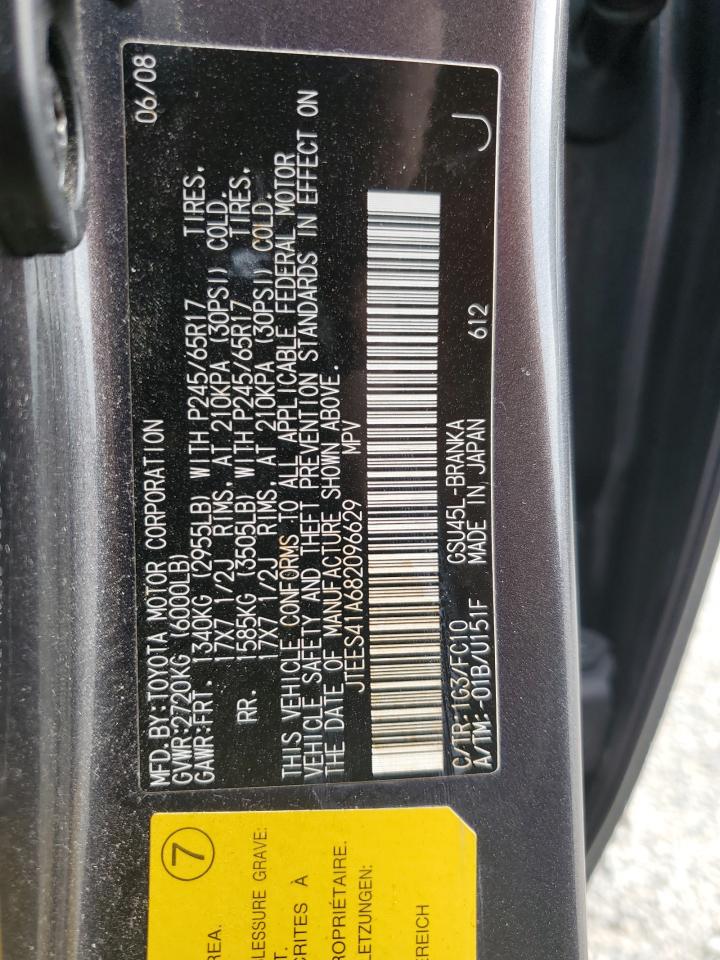 MFD. BY: TOYOTA MOTOR CORPORATION 06/08
GVWR: 2720KG (6000LB)
GAWR: FRT. 1340KG (2955LB) WITH P245/65R17 TIRES.
17X7 1/2J RIMS, AT 210KPA (30PSI) COLD.
RR. 1585KG (3505LB) WITH P245/65R17 TIRES.
17X7 1/2J RIMS, AT 210KPA (30PSI) COLD.
THIS VEHICLE CONFORMS TO ALL APPLICABLE FEDERAL MOTOR
VEHICLE SAFETY AND THEFT PREVENTION STANDARDS IN EFFECT ON
THE DATE OF MANUFACTURE SHOWN ABOVE.
JTEES41A682096629 MPV
C/TR: 1G3/FC10 GSU45L-BRANKA
A/TM: -01B/U151F MADE IN JAPAN 612 J
7
REA.
BLESSURE GRAVE:
CRITES À
ROPRIÉTAIRE.
LETZUNGEN:
EREICH